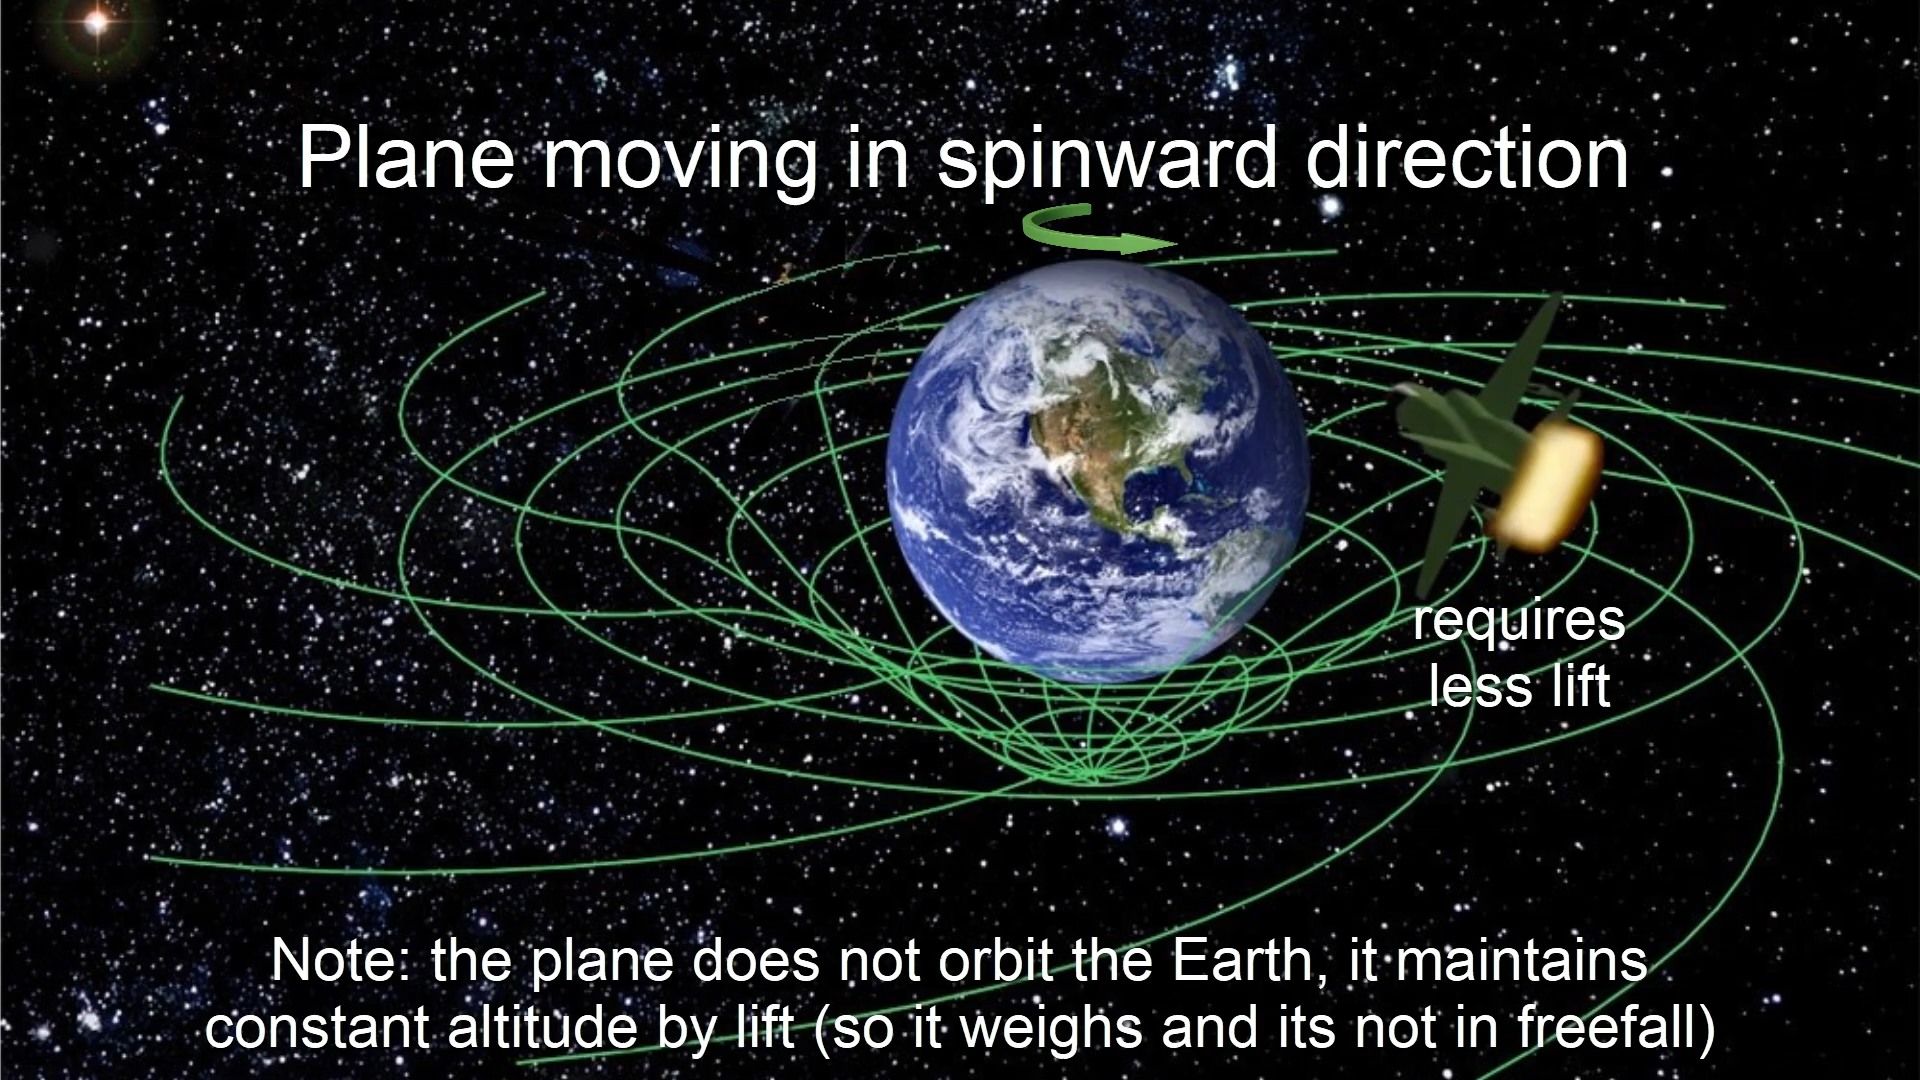 Plane moving in spinward direction
requires
less lift
Note: the plane does not orbit the Earth, it maintains
constant altitude by lift (so it weighs and its not in freefall)